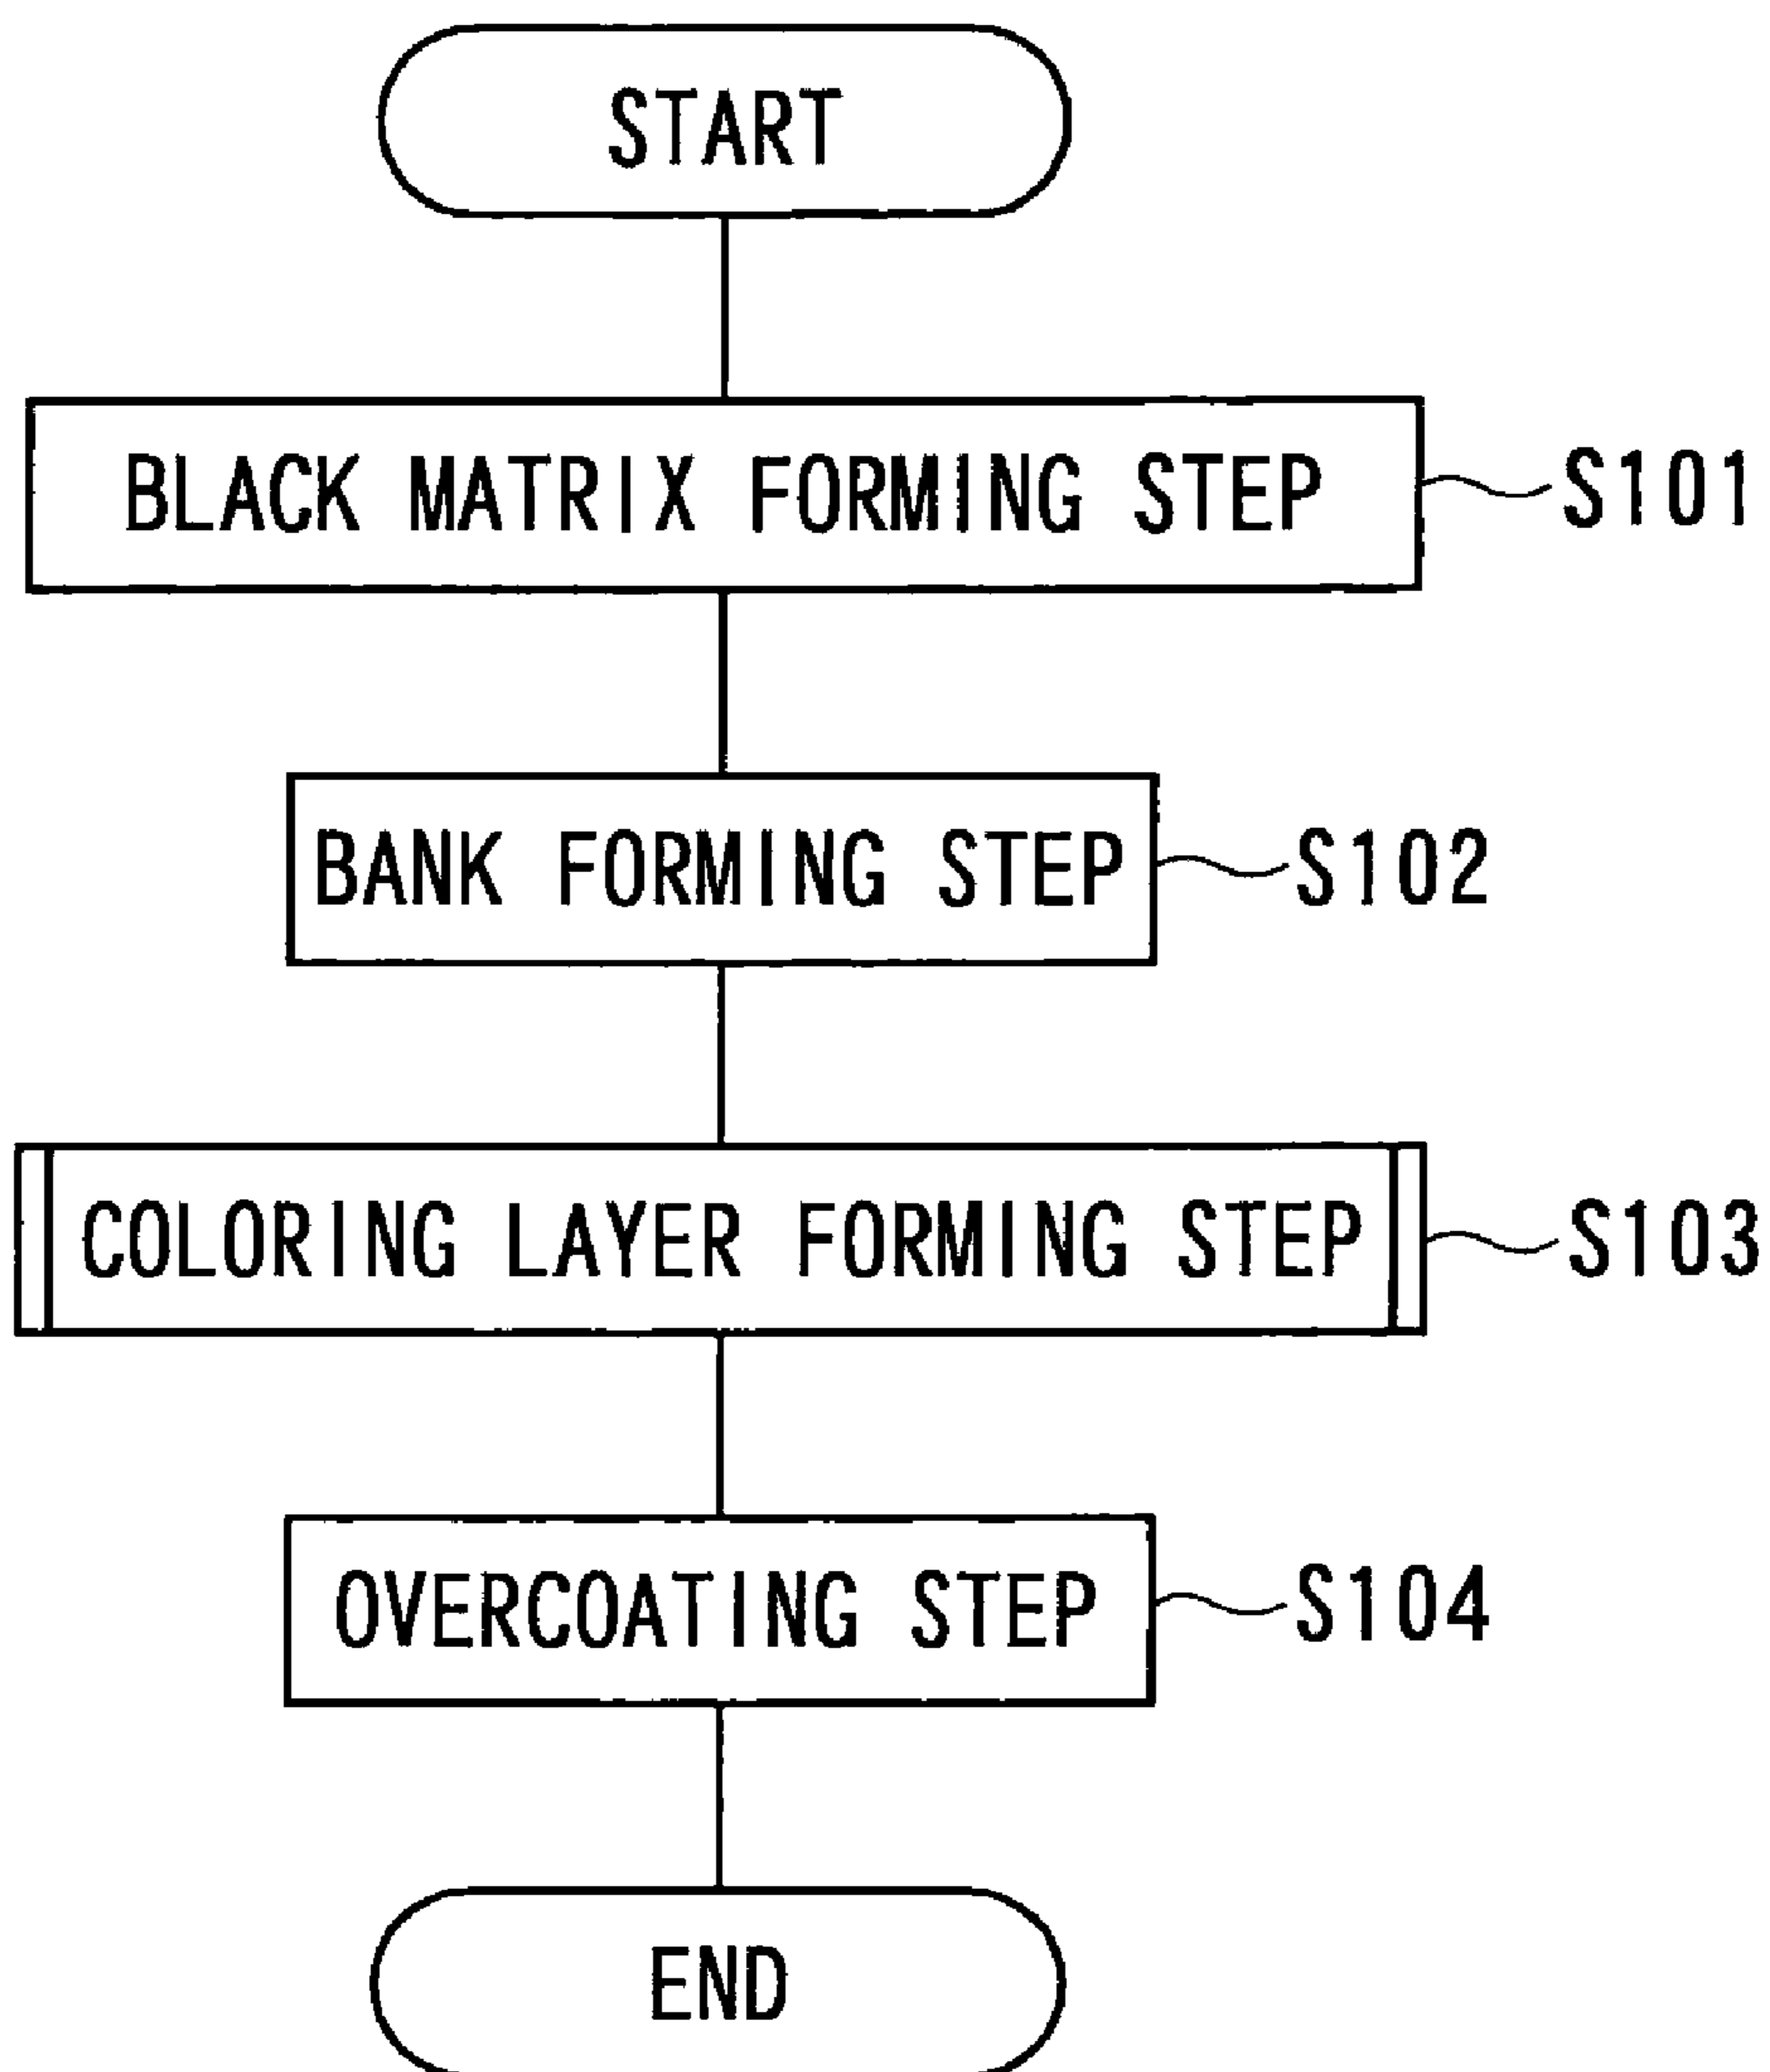 START
BLACK MATRIX FORMING STEP S101
BANK FORMING STEP S102
COLORING LAYER FORMING STEP S103
OVERCOATING STEP S104
END